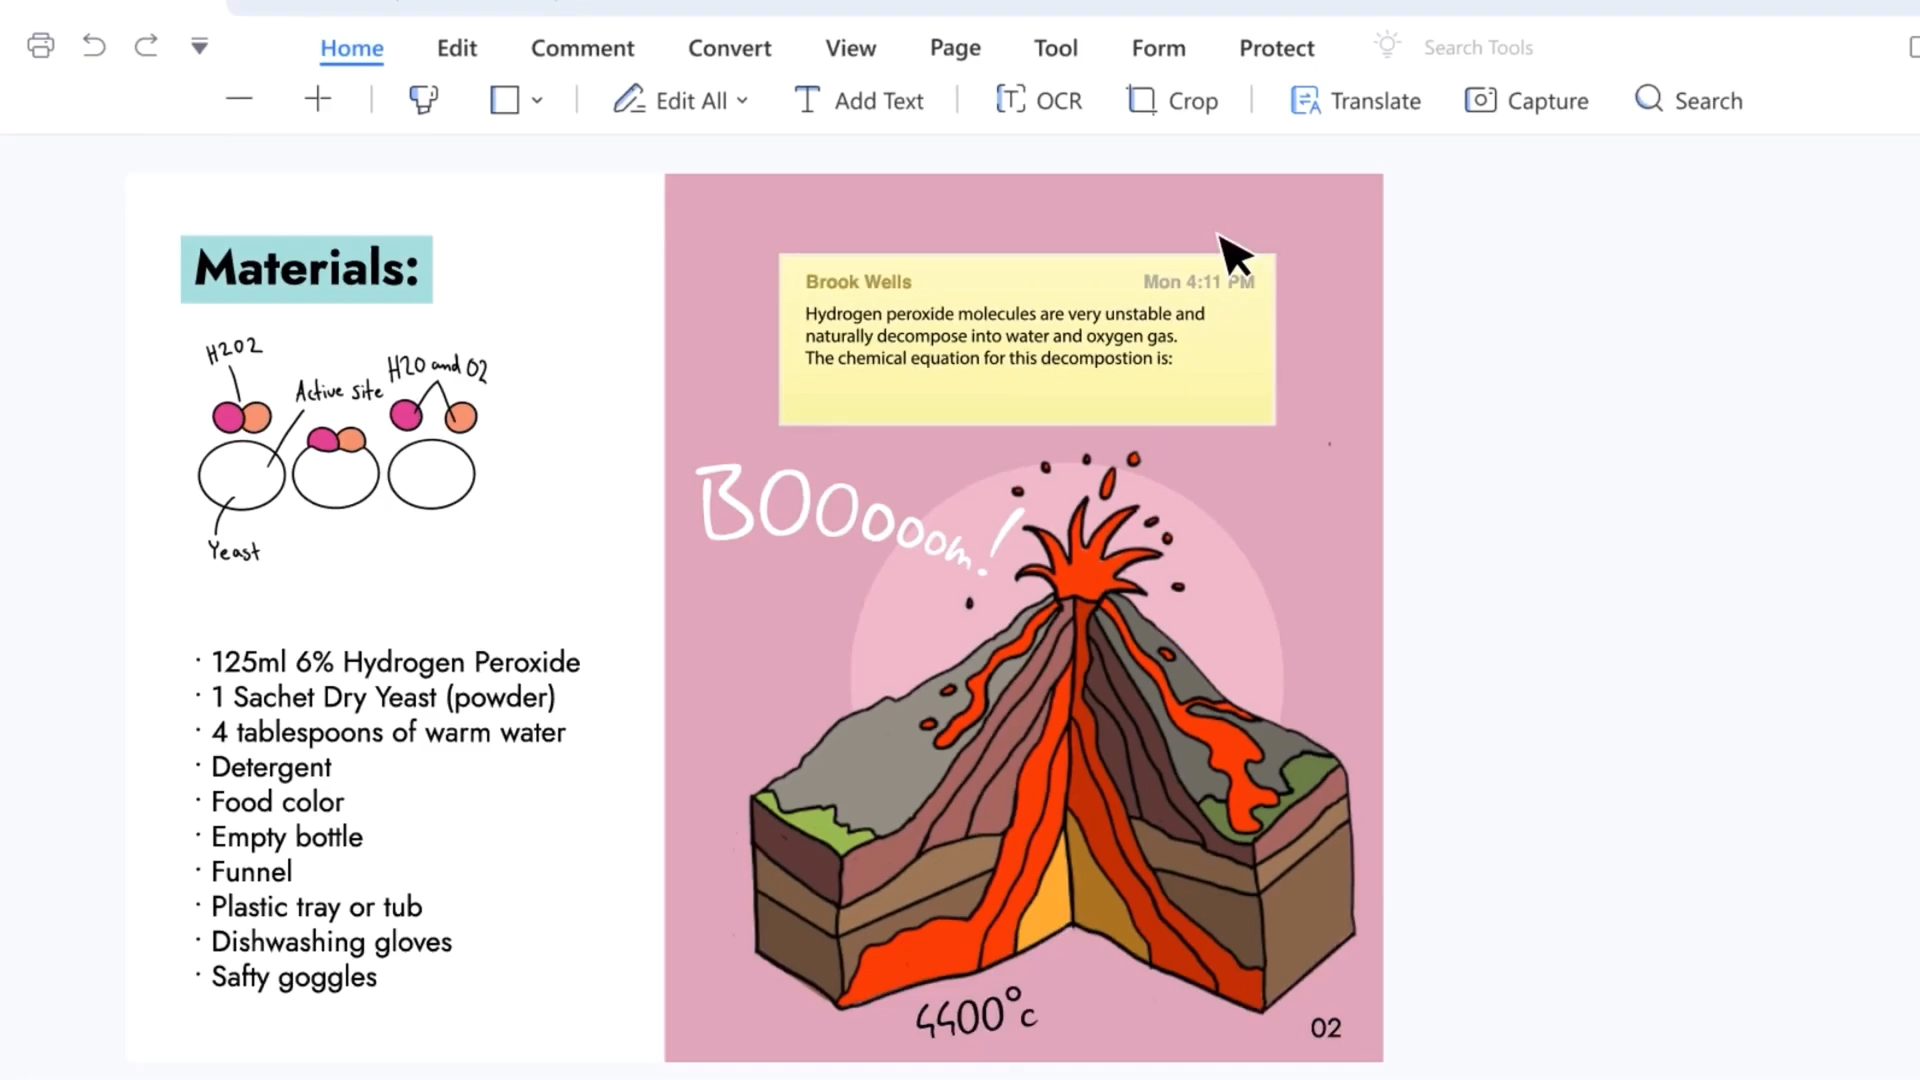 Home Edit Comment Convert View Page Tool Form Protect Search Tools
Edit All Add Text OCR Crop Translate Capture Search
Materials:
H2O2
Active site
H2O and O2
Yeast
· 125ml 6% Hydrogen Peroxide
· 1 Sachet Dry Yeast (powder)
· 4 tablespoons of warm water
· Detergent
· Food color
· Empty bottle
· Funnel
· Plastic tray or tub
· Dishwashing gloves
· Safty goggles
Brook Wells Mon 4:11 PM
Hydrogen peroxide molecules are very unstable and
naturally decompose into water and oxygen gas.
The chemical equation for this decompostion is:
BOOooom!
4400°c
02